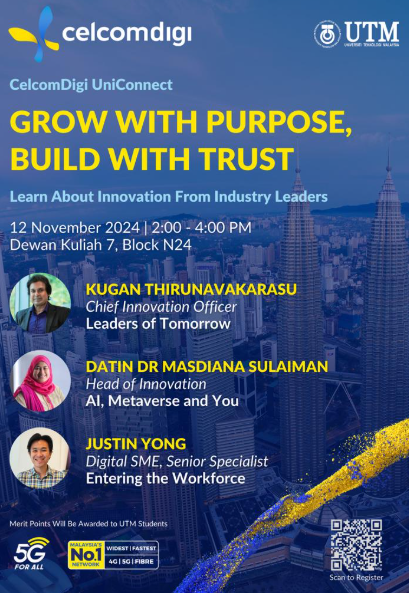 celcomdigi
UTM
UNIVERSITI TEKNOLOGI MALAYSIA
CelcomDigi UniConnect
GROW WITH PURPOSE,
BUILD WITH TRUST
Learn About Innovation From Industry Leaders
12 November 2024 | 2:00 - 4:00 PM
Dewan Kuliah 7, Block N24
KUGAN THIRUNAVAKARASU
Chief Innovation Officer
Leaders of Tomorrow
DATIN DR MASDIANA SULAIMAN
Head of Innovation
AI, Metaverse and You
JUSTIN YONG
Digital SME, Senior Specialist
Entering the Workforce
Merit Points Will Be Awarded to UTM Students
5G
FOR ALL
MALAYSIA'S
No.1
NETWORK
WIDEST | FASTEST
4G | 5G | FIBRE
Scan to Register